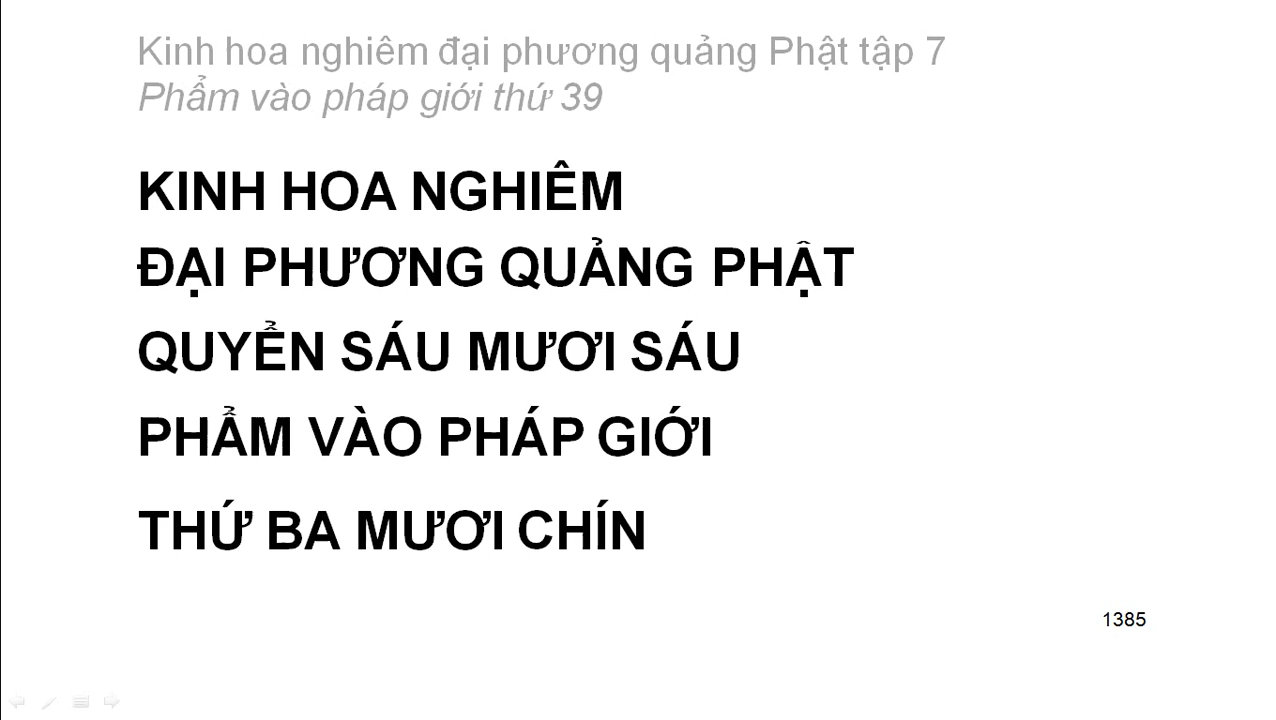 Kinh hoa nghiêm đại phương quảng Phật tập 7
Phẩm vào pháp giới thứ 39
KINH HOA NGHIÊM
ĐẠI PHƯƠNG QUẢNG PHẬT
QUYỂN SÁU MƯƠI SÁU
PHẨM VÀO PHÁP GIỚI
THỨ BA MƯƠI CHÍN
1385